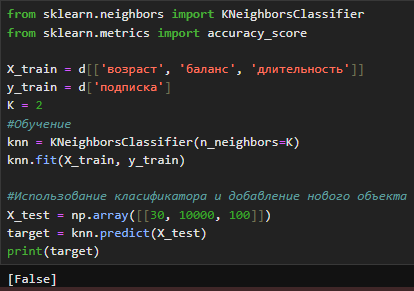 from sklearn.neighbors import KNeighborsClassifier
from sklearn.metrics import accuracy_score

X_train = d[['возраст', 'баланс', 'длительность']]
y_train = d['подписка']
K = 2
#Обучение
knn = KNeighborsClassifier(n_neighbors=K)
knn.fit(X_train, y_train)

#Использование класификатора и добавление нового объекта
X_test = np.array([[30, 10000, 100]])
target = knn.predict(X_test)
print(target)
[False]